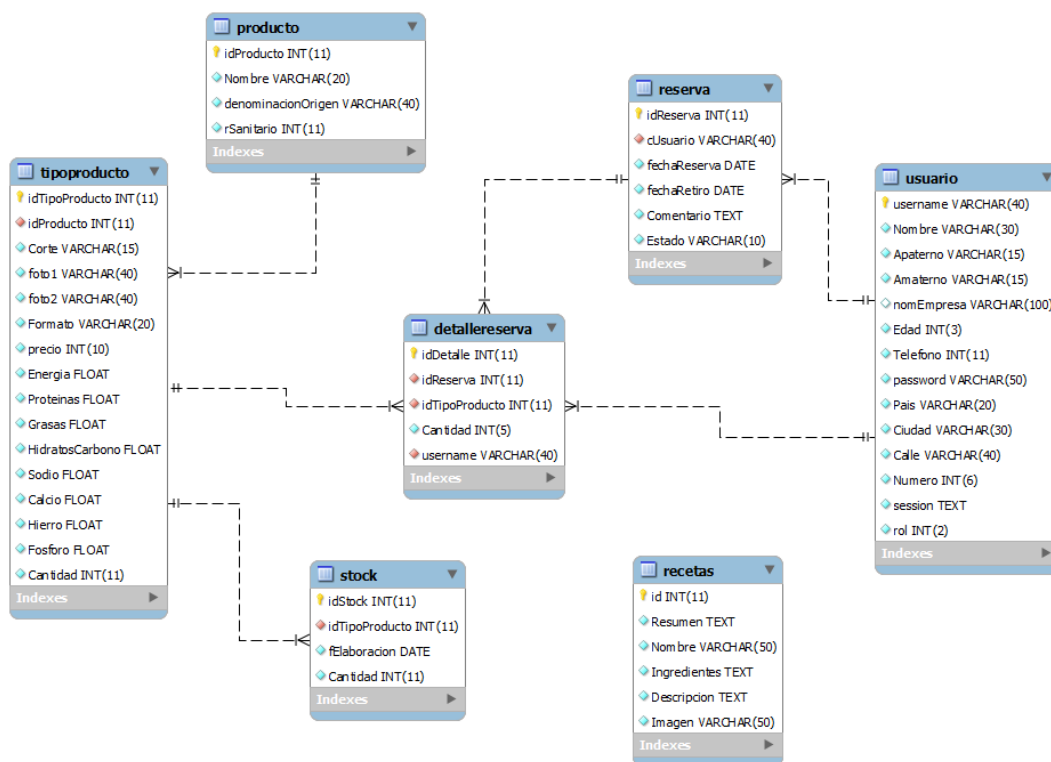 producto
idProducto INT(11)
Nombre VARCHAR(20)
denominacionOrigen VARCHAR(40)
rSanitario INT(11)
Indexes
tipoproducto
idTipoProducto INT(11)
idProducto INT(11)
Corte VARCHAR(15)
foto1 VARCHAR(40)
foto2 VARCHAR(40)
Formato VARCHAR(20)
precio INT(10)
Energia FLOAT
Proteinas FLOAT
Grasas FLOAT
HidratosCarbono FLOAT
Sodio FLOAT
Calcio FLOAT
Hierro FLOAT
Fosforo FLOAT
Cantidad INT(11)
Indexes
reserva
idReserva INT(11)
cUsuario VARCHAR(40)
fechaReserva DATE
fechaRetiro DATE
Comentario TEXT
Estado VARCHAR(10)
Indexes
usuario
username VARCHAR(40)
Nombre VARCHAR(30)
Apaterno VARCHAR(15)
Amaterno VARCHAR(15)
nomEmpresa VARCHAR(100)
Edad INT(3)
Telefono INT(11)
password VARCHAR(50)
Pais VARCHAR(20)
Ciudad VARCHAR(30)
Calle VARCHAR(40)
Numero INT(6)
session TEXT
rol INT(2)
Indexes
detallereserva
idDetalle INT(11)
idReserva INT(11)
idTipoProducto INT(11)
Cantidad INT(5)
username VARCHAR(40)
Indexes
stock
idStock INT(11)
idTipoProducto INT(11)
fElaboracion DATE
Cantidad INT(11)
Indexes
recetas
id INT(11)
Resumen TEXT
Nombre VARCHAR(50)
Ingredientes TEXT
Descripcion TEXT
Imagen VARCHAR(50)
Indexes